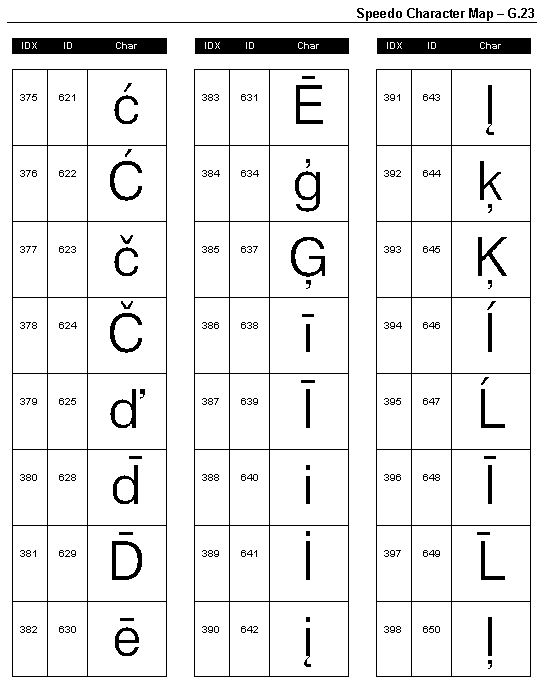 Speedo Character Map – G.23
IDX ID Char
375 621 ć
376 622 Ć
377 623 č
378 624 Č
379 625 ď
380 628 d̄
381 629 D̄
382 630 ē
IDX ID Char
383 631 Ē
384 634 ģ
385 637 Ģ
386 638 ī
387 639 Ī
388 640 i
389 641 İ
390 642 į
IDX ID Char
391 643 Į
392 644 ķ
393 645 Ķ
394 646 ĺ
395 647 Ĺ
396 648 l̄
397 649 L̄
398 650 ļ